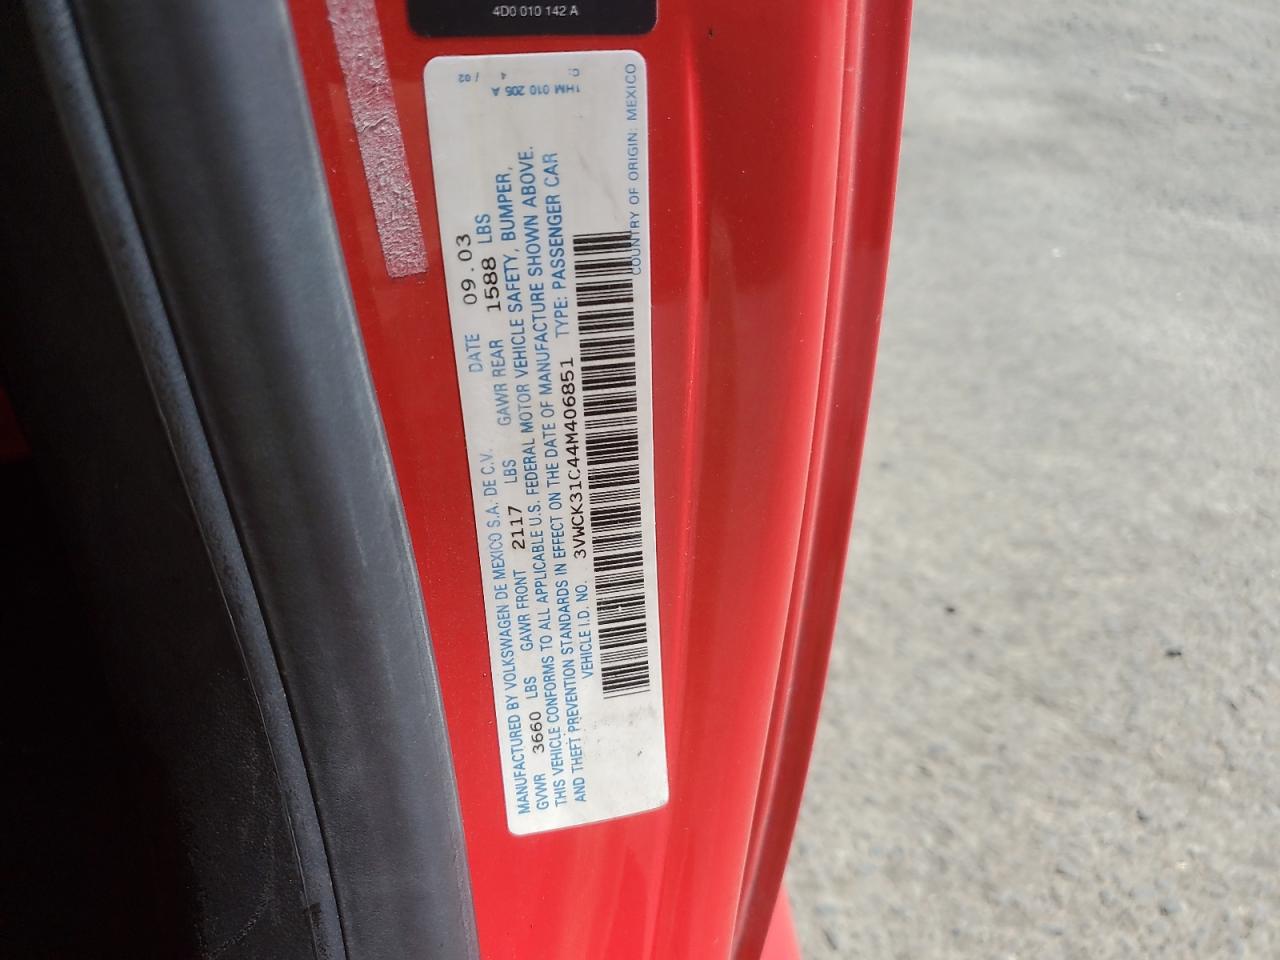 4D0 010 142 A
MANUFACTURED BY VOLKSWAGEN DE MEXICO S.A. DE C.V. DATE 09.03
GVWR 3660 LBS GAWR FRONT 2117 LBS GAWR REAR 1588 LBS
THIS VEHICLE CONFORMS TO ALL APPLICABLE U.S. FEDERAL MOTOR VEHICLE SAFETY, BUMPER,
AND THEFT PREVENTION STANDARDS IN EFFECT ON THE DATE OF MANUFACTURE SHOWN ABOVE.
VEHICLE I.D. NO. 3VWCK31C44M406851 TYPE: PASSENGER CAR
COUNTRY OF ORIGIN: MEXICO
1HM 010 205 A